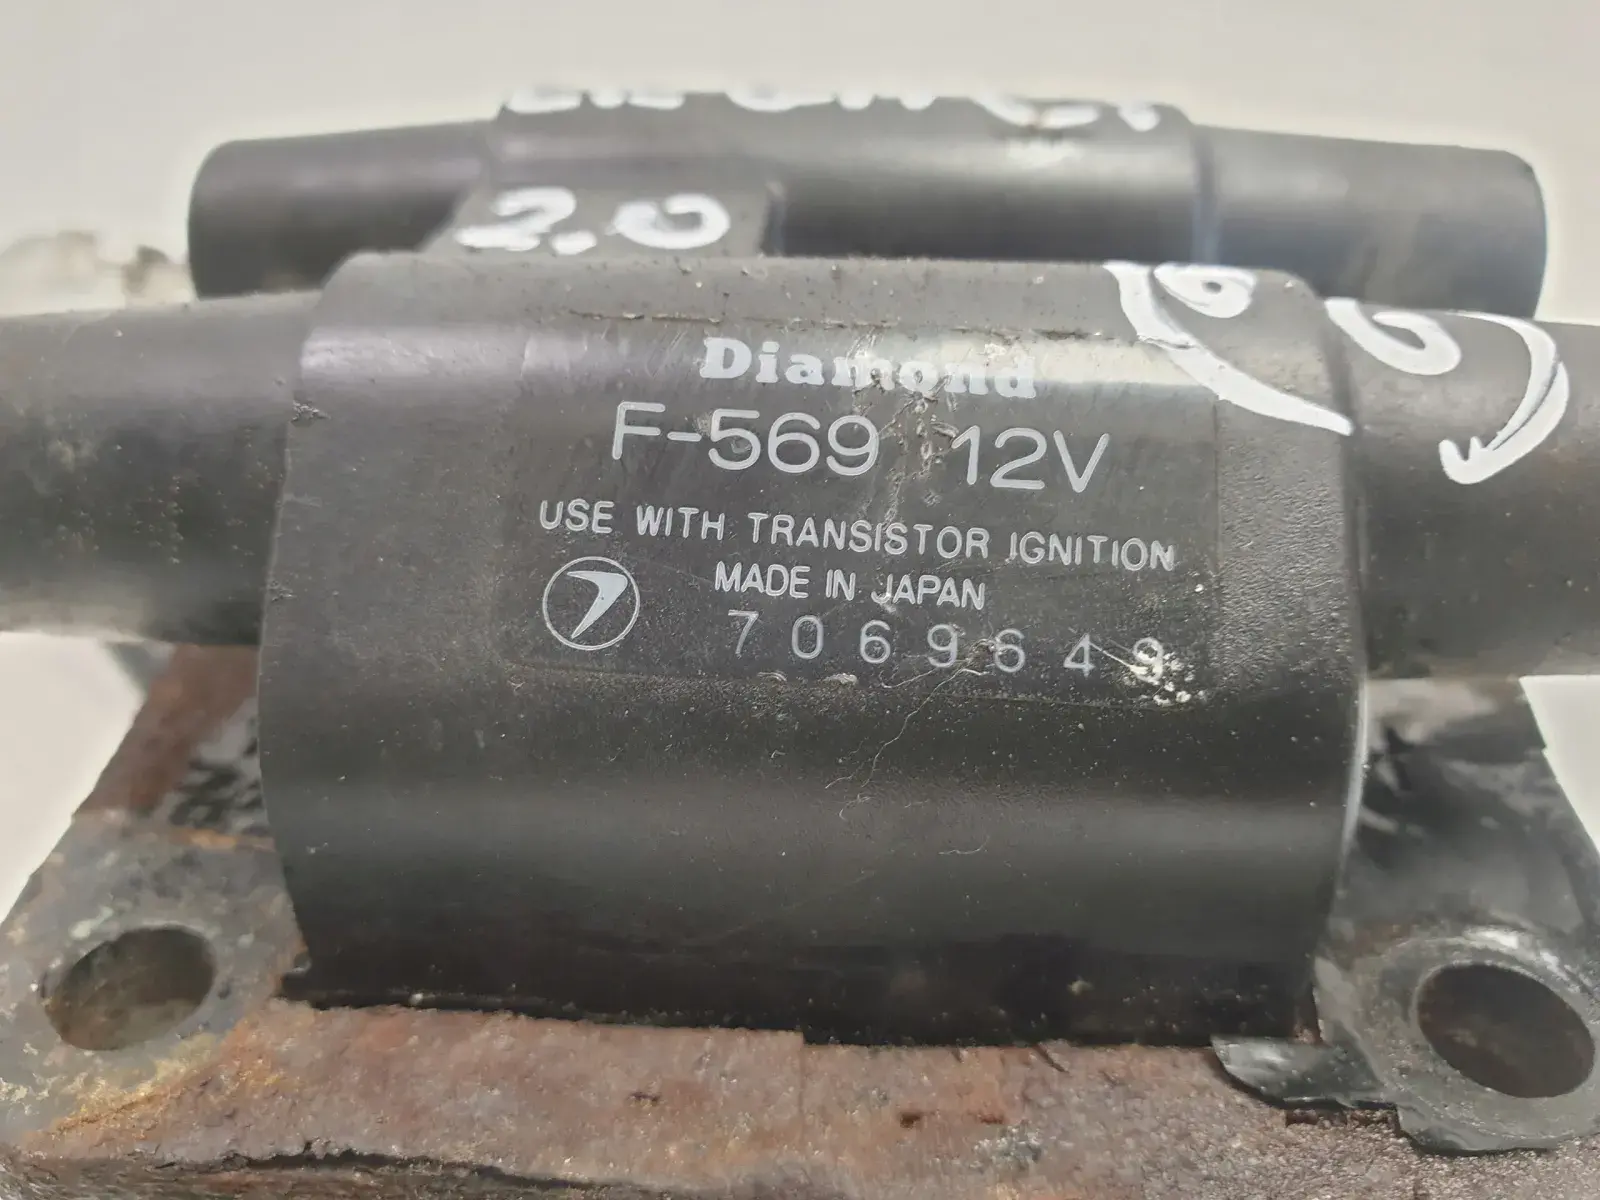 2.0
Diamond
F-569 12V
USE WITH TRANSISTOR IGNITION
MADE IN JAPAN
7069649